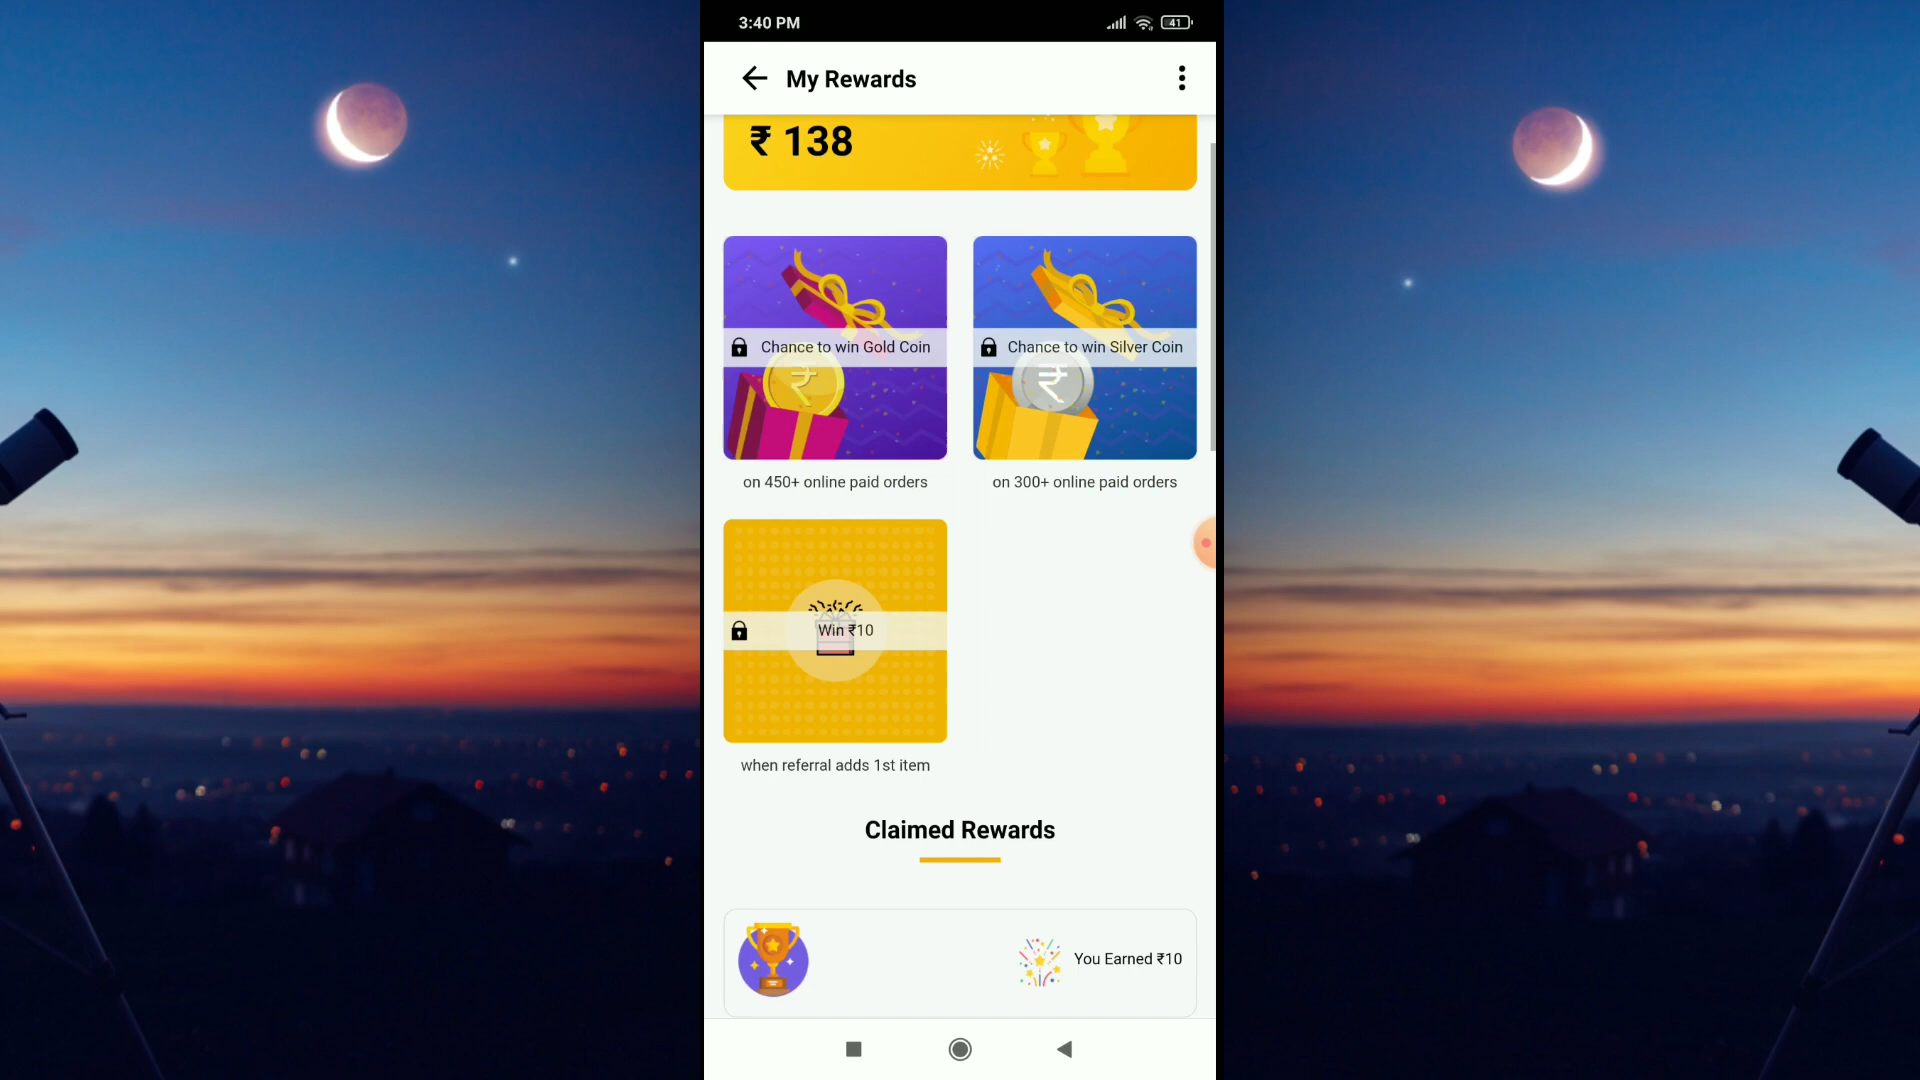 3:40 PM
41
My Rewards
₹ 138
Chance to win Gold Coin
Chance to win Silver Coin
on 450+ online paid orders
on 300+ online paid orders
Win ₹10
when referral adds 1st item
Claimed Rewards
You Earned ₹10